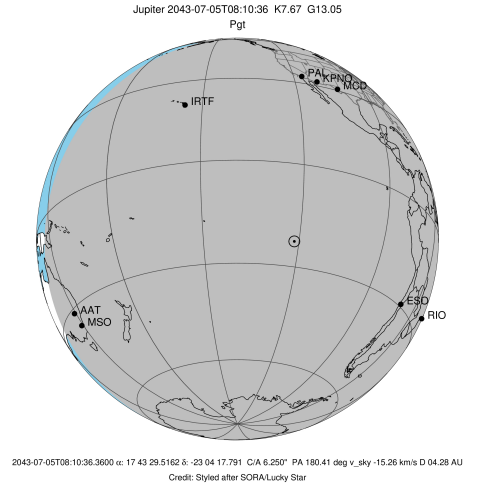 Jupiter 2043-07-05T08:10:36 K7.67 G13.05
Pgt
PAL
KPNO
MCD
IRTF
AAT
MSO
ESO
RIO
2043-07-05T08:10:36.3600 α: 17 43 29.5162 δ: -23 04 17.791 C/A 6.250" PA 180.41 deg v_sky -15.26 km/s D 04.28 AU
Credit: Styled after SORA/Lucky Star